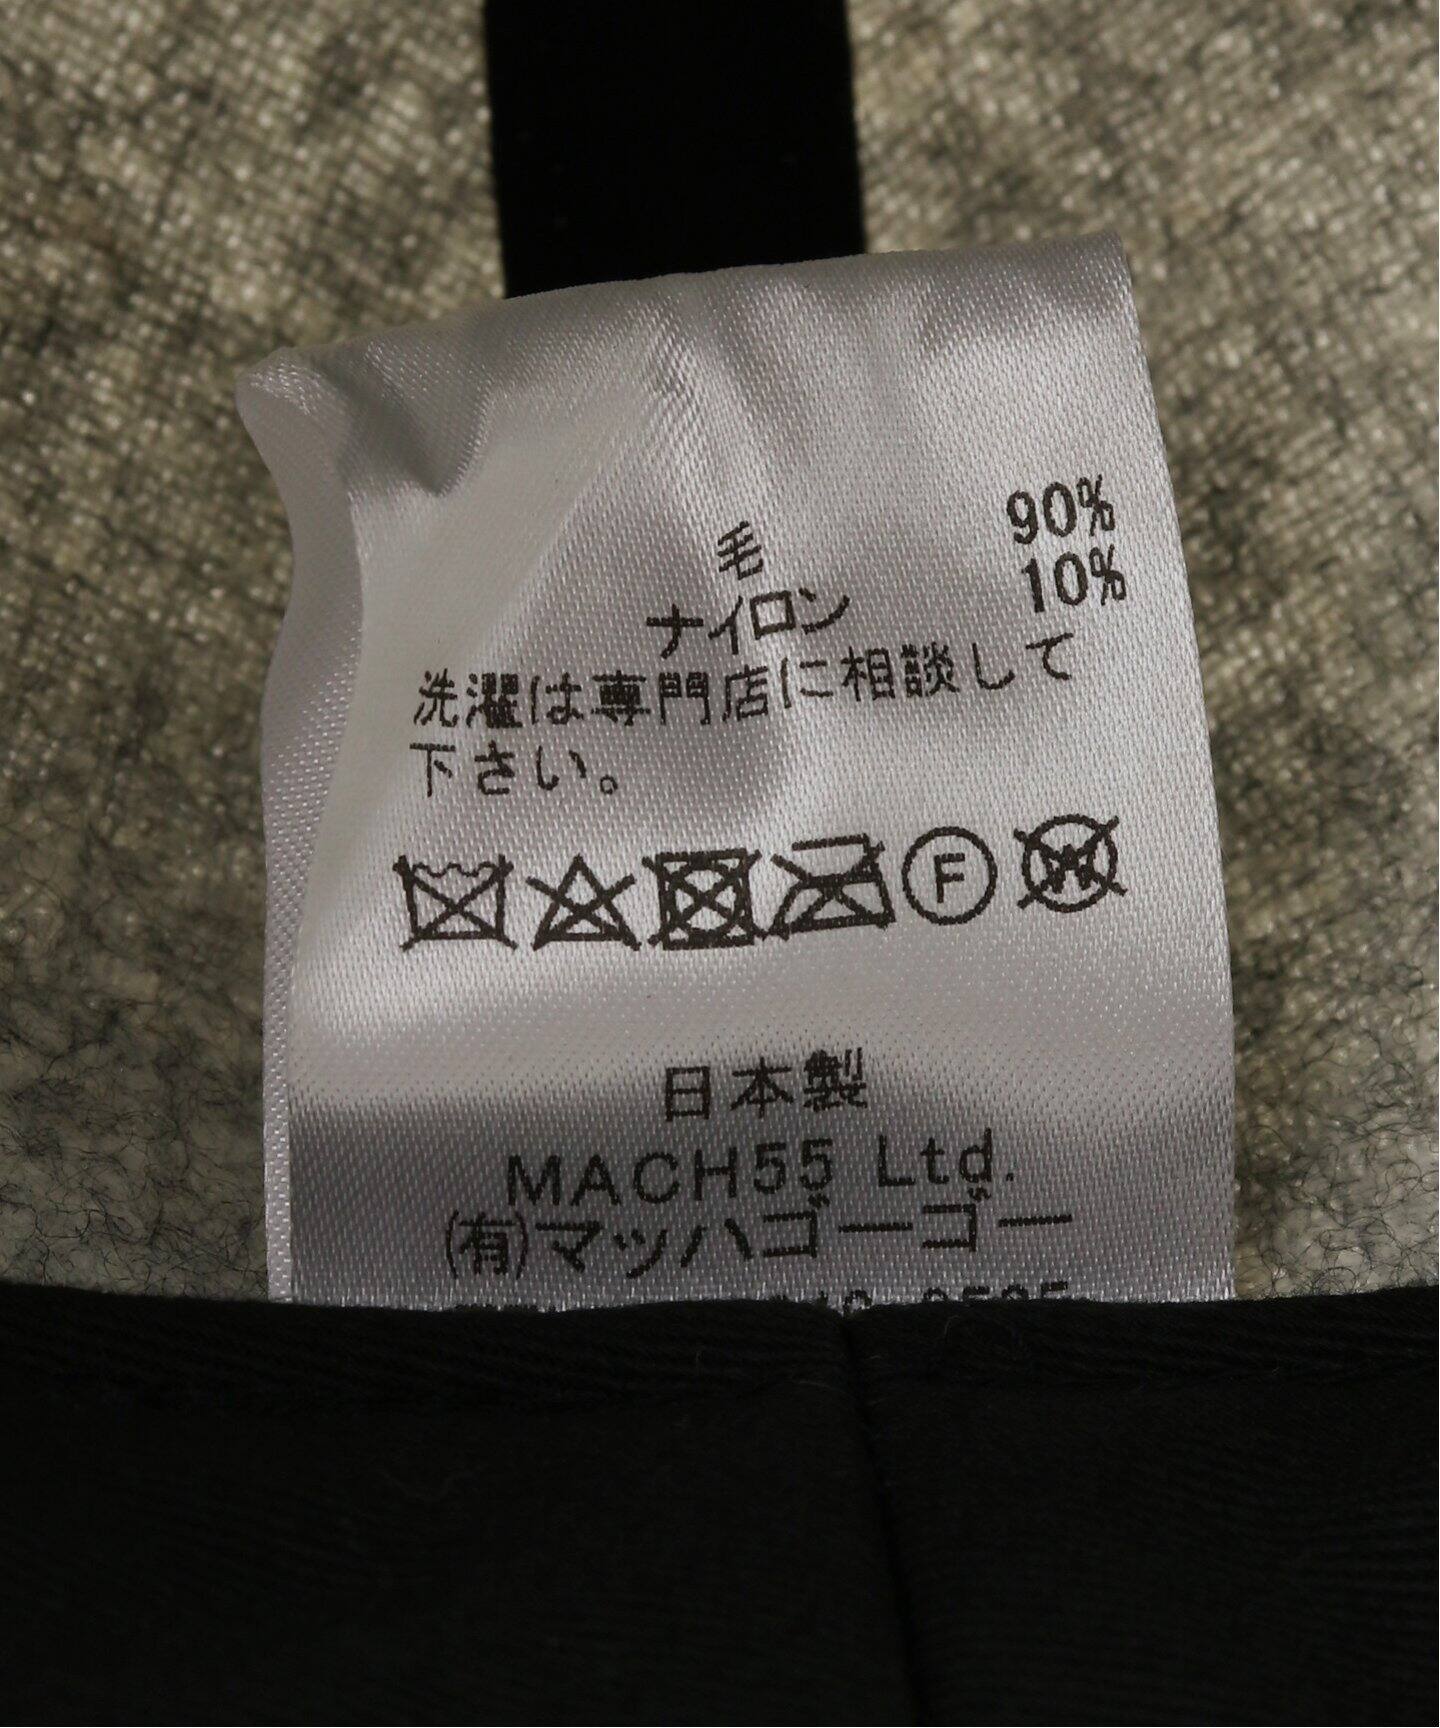 毛 90%
ナイロン 10%
洗濯は専門店に相談して
下さい。
F W
日本製
MACH55 Ltd.
(有)マッハゴーゴー